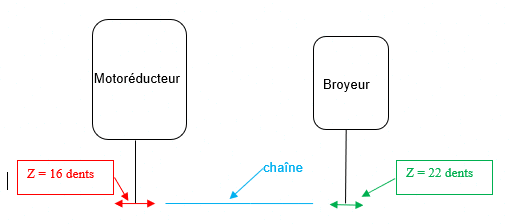 Motoréducteur
Broyeur
chaîne
Z = 16 dents
Z = 22 dents